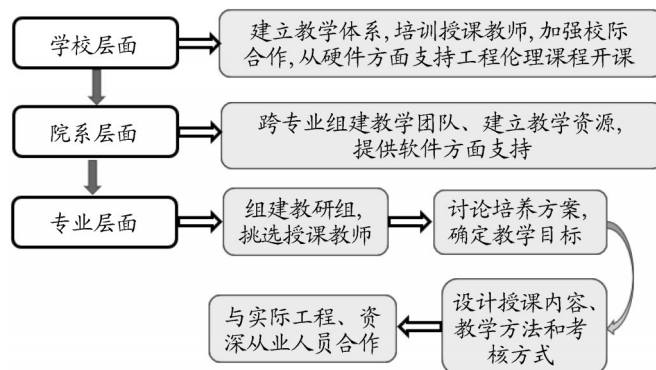 学校层面
建立教学体系,培训授课教师,加强校际
合作,从硬件方面支持工程伦理课程开课
院系层面
跨专业组建教学团队、建立教学资源,
提供软件方面支持
专业层面
组建教研组,
挑选授课教师
讨论培养方案,
确定教学目标
设计授课内容、
教学方法和考
核方式
与实际工程、资
深从业人员合作